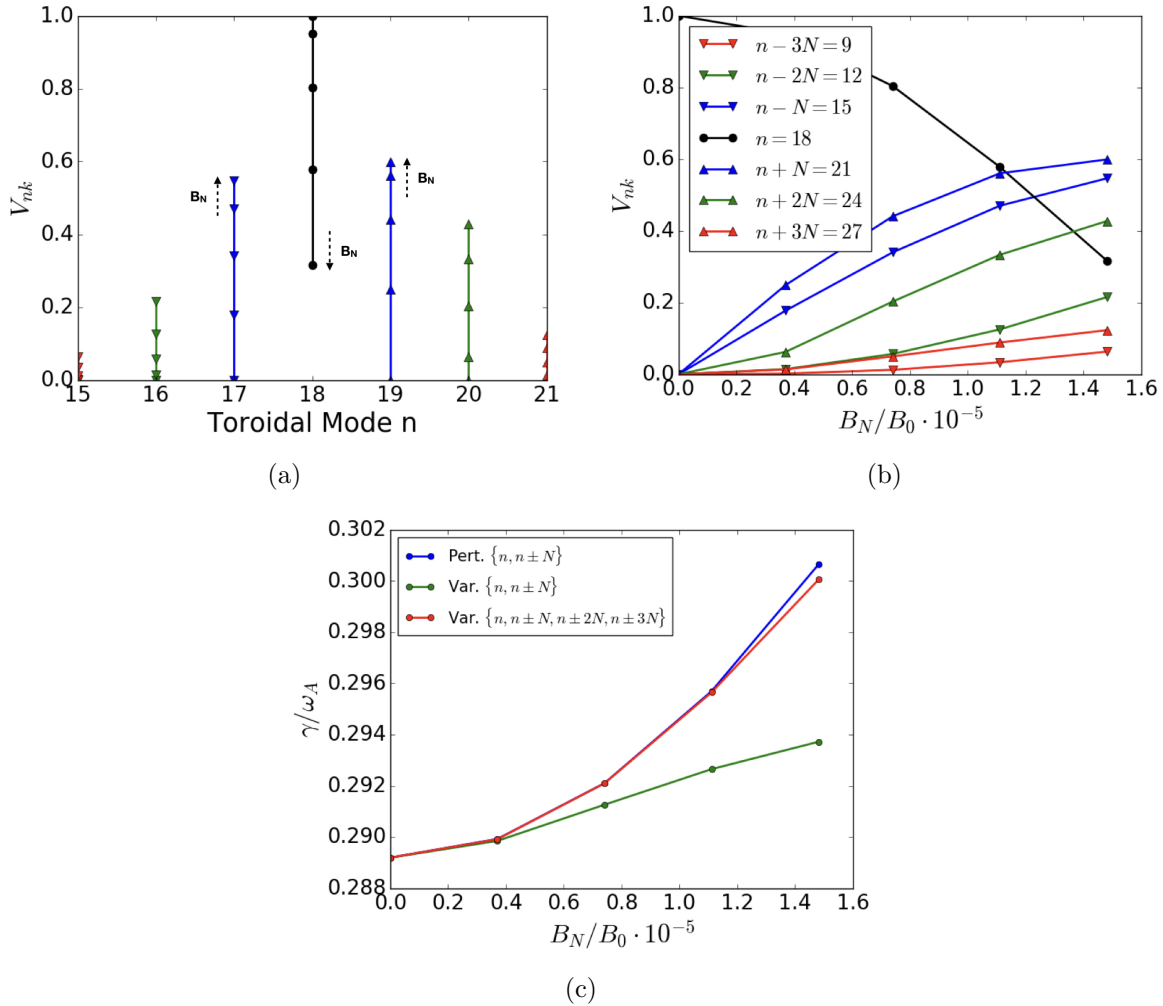 1.0
0.8
0.6
0.4
0.2
0.0
V_{nk}
B_N
B_N
B_N
15 16 17 18 19 20 21
Toroidal Mode n
(a)
1.0
0.8
0.6
0.4
0.2
0.0
V_{nk}
n − 3N = 9
n − 2N = 12
n − N = 15
n = 18
n + N = 21
n + 2N = 24
n + 3N = 27
0.0 0.2 0.4 0.6 0.8 1.0 1.2 1.4 1.6
B_N/B_0 · 10^{-5}
(b)
0.302
0.300
0.298
0.296
0.294
0.292
0.290
0.288
γ/ω_A
Pert. {n, n ± N}
Var. {n, n ± N}
Var. {n, n ± N, n ± 2N, n ± 3N}
0.0 0.2 0.4 0.6 0.8 1.0 1.2 1.4 1.6
B_N/B_0 · 10^{-5}
(c)